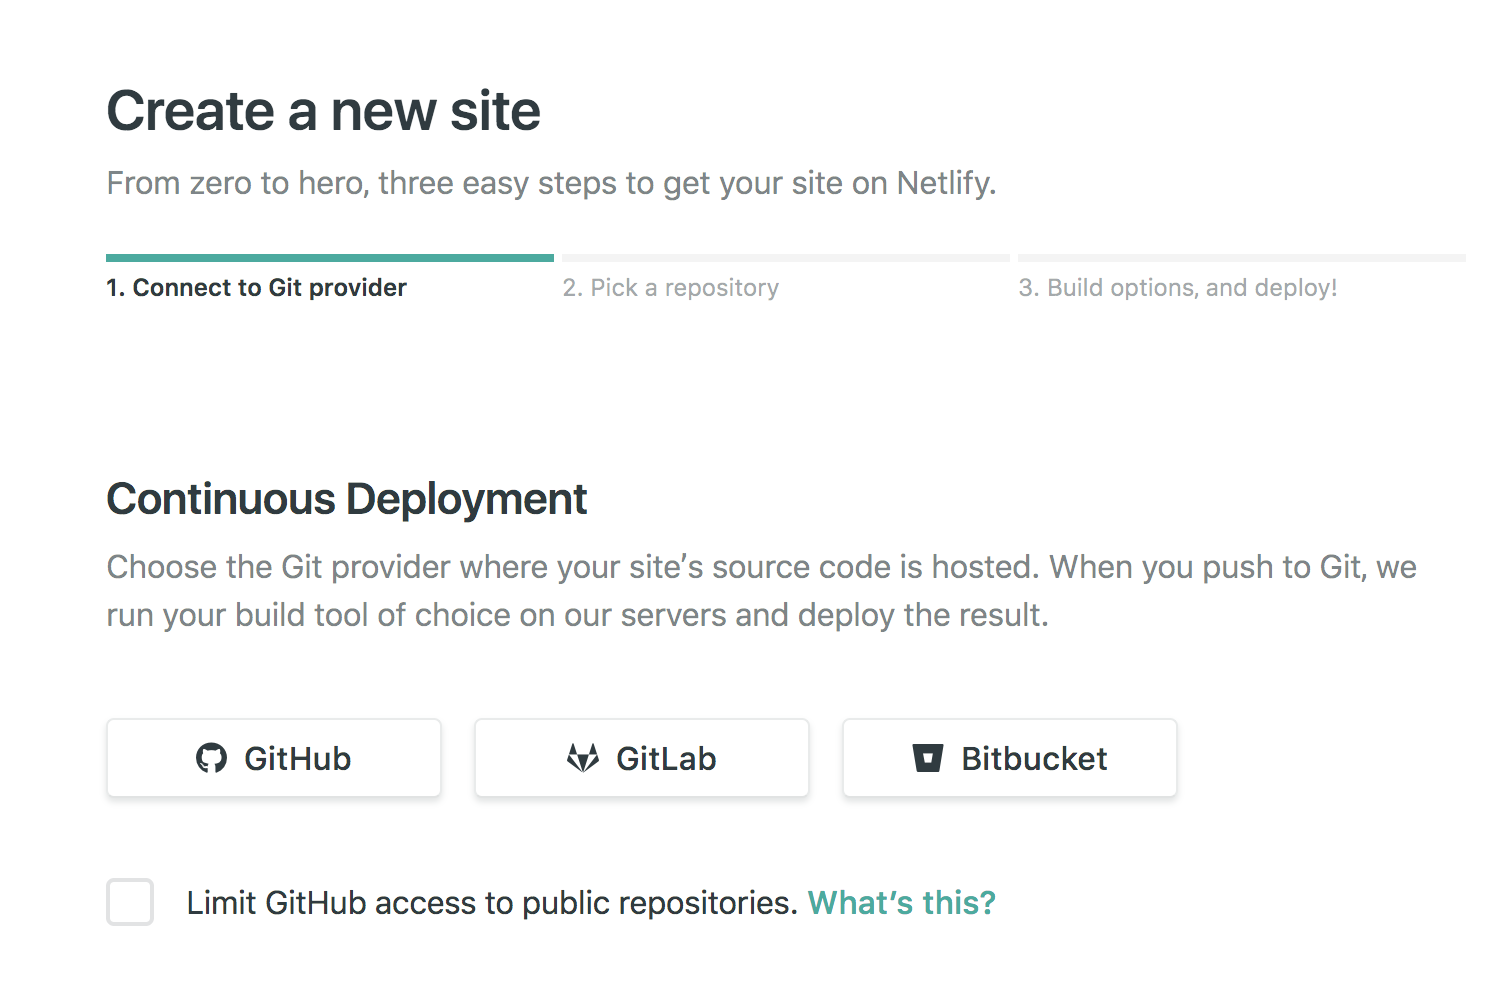 Create a new site
From zero to hero, three easy steps to get your site on Netlify.
1. Connect to Git provider
2. Pick a repository
3. Build options, and deploy!
Continuous Deployment
Choose the Git provider where your site’s source code is hosted. When you push to Git, we
run your build tool of choice on our servers and deploy the result.
GitHub
GitLab
Bitbucket
Limit GitHub access to public repositories. What’s this?